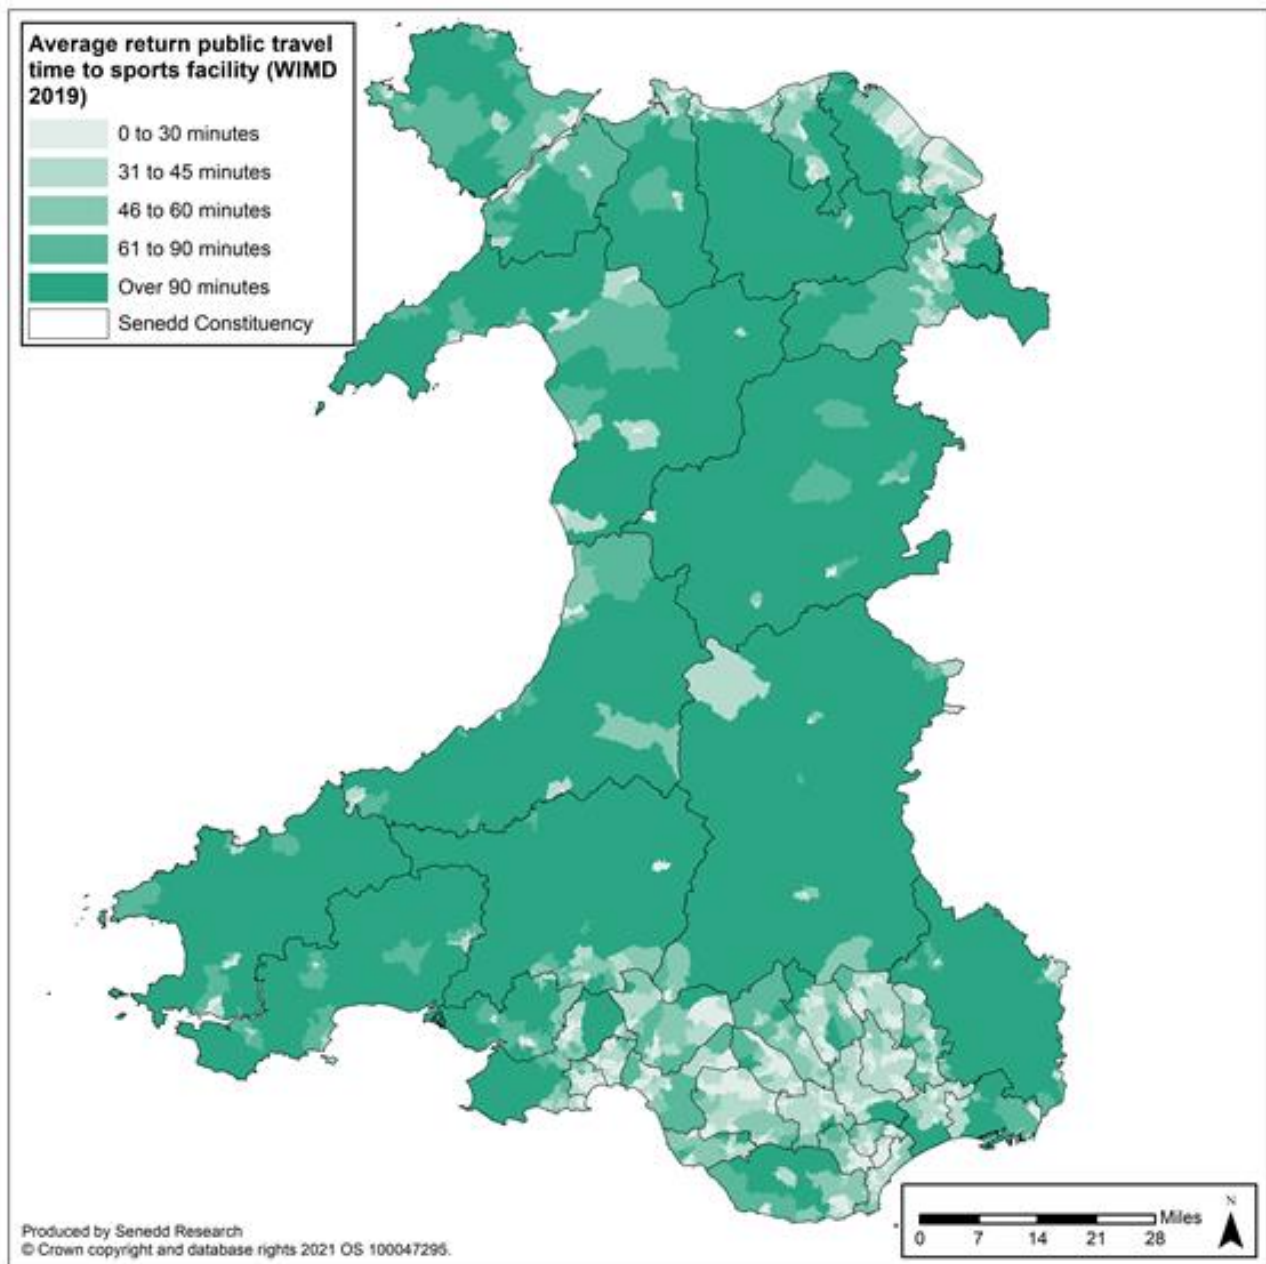 Average return public travel
time to sports facility (WIMD
2019)
0 to 30 minutes
31 to 45 minutes
46 to 60 minutes
61 to 90 minutes
Over 90 minutes
Senedd Constituency
Produced by Senedd Research
© Crown copyright and database rights 2021 OS 100047295.
N
Miles
0 7 14 21 28